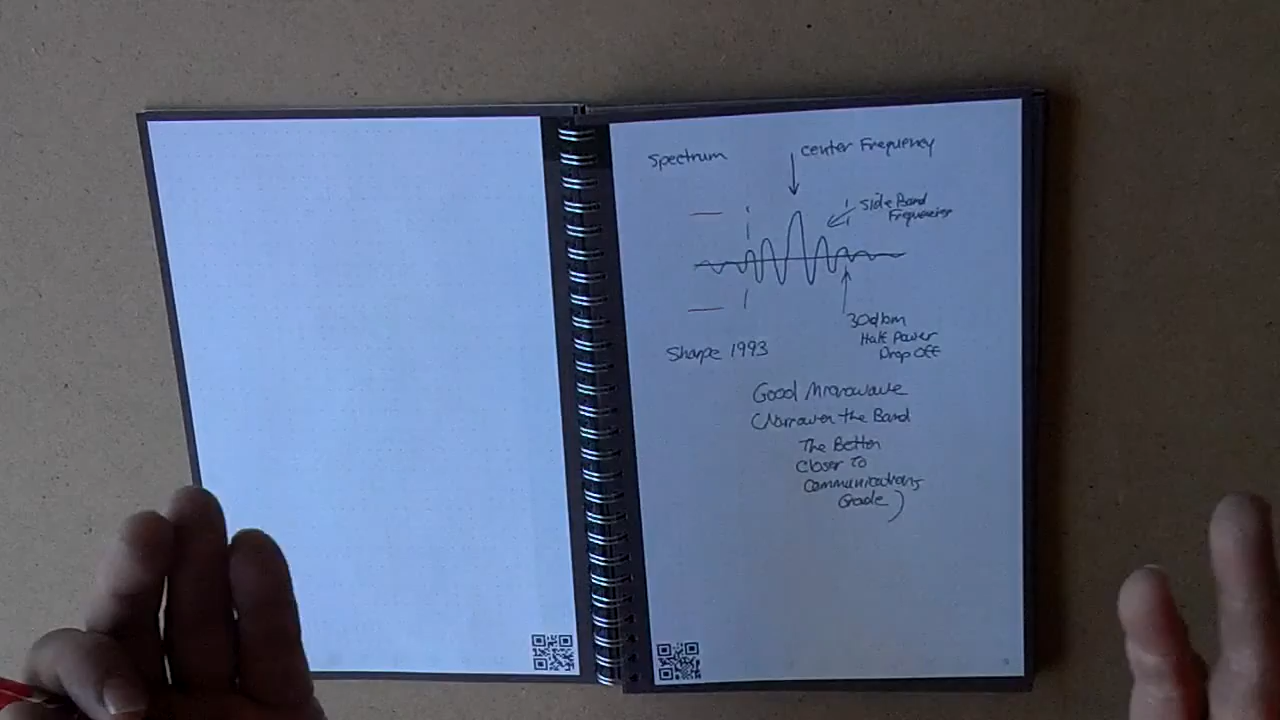 Spectrum
center Frequency
Side Band
Frequencies
30dbm
Half Power
Drop Off
Sharpe 1993
Good Microwave
(Narrower the Band
The Better
Closer To
Communications
Grade)